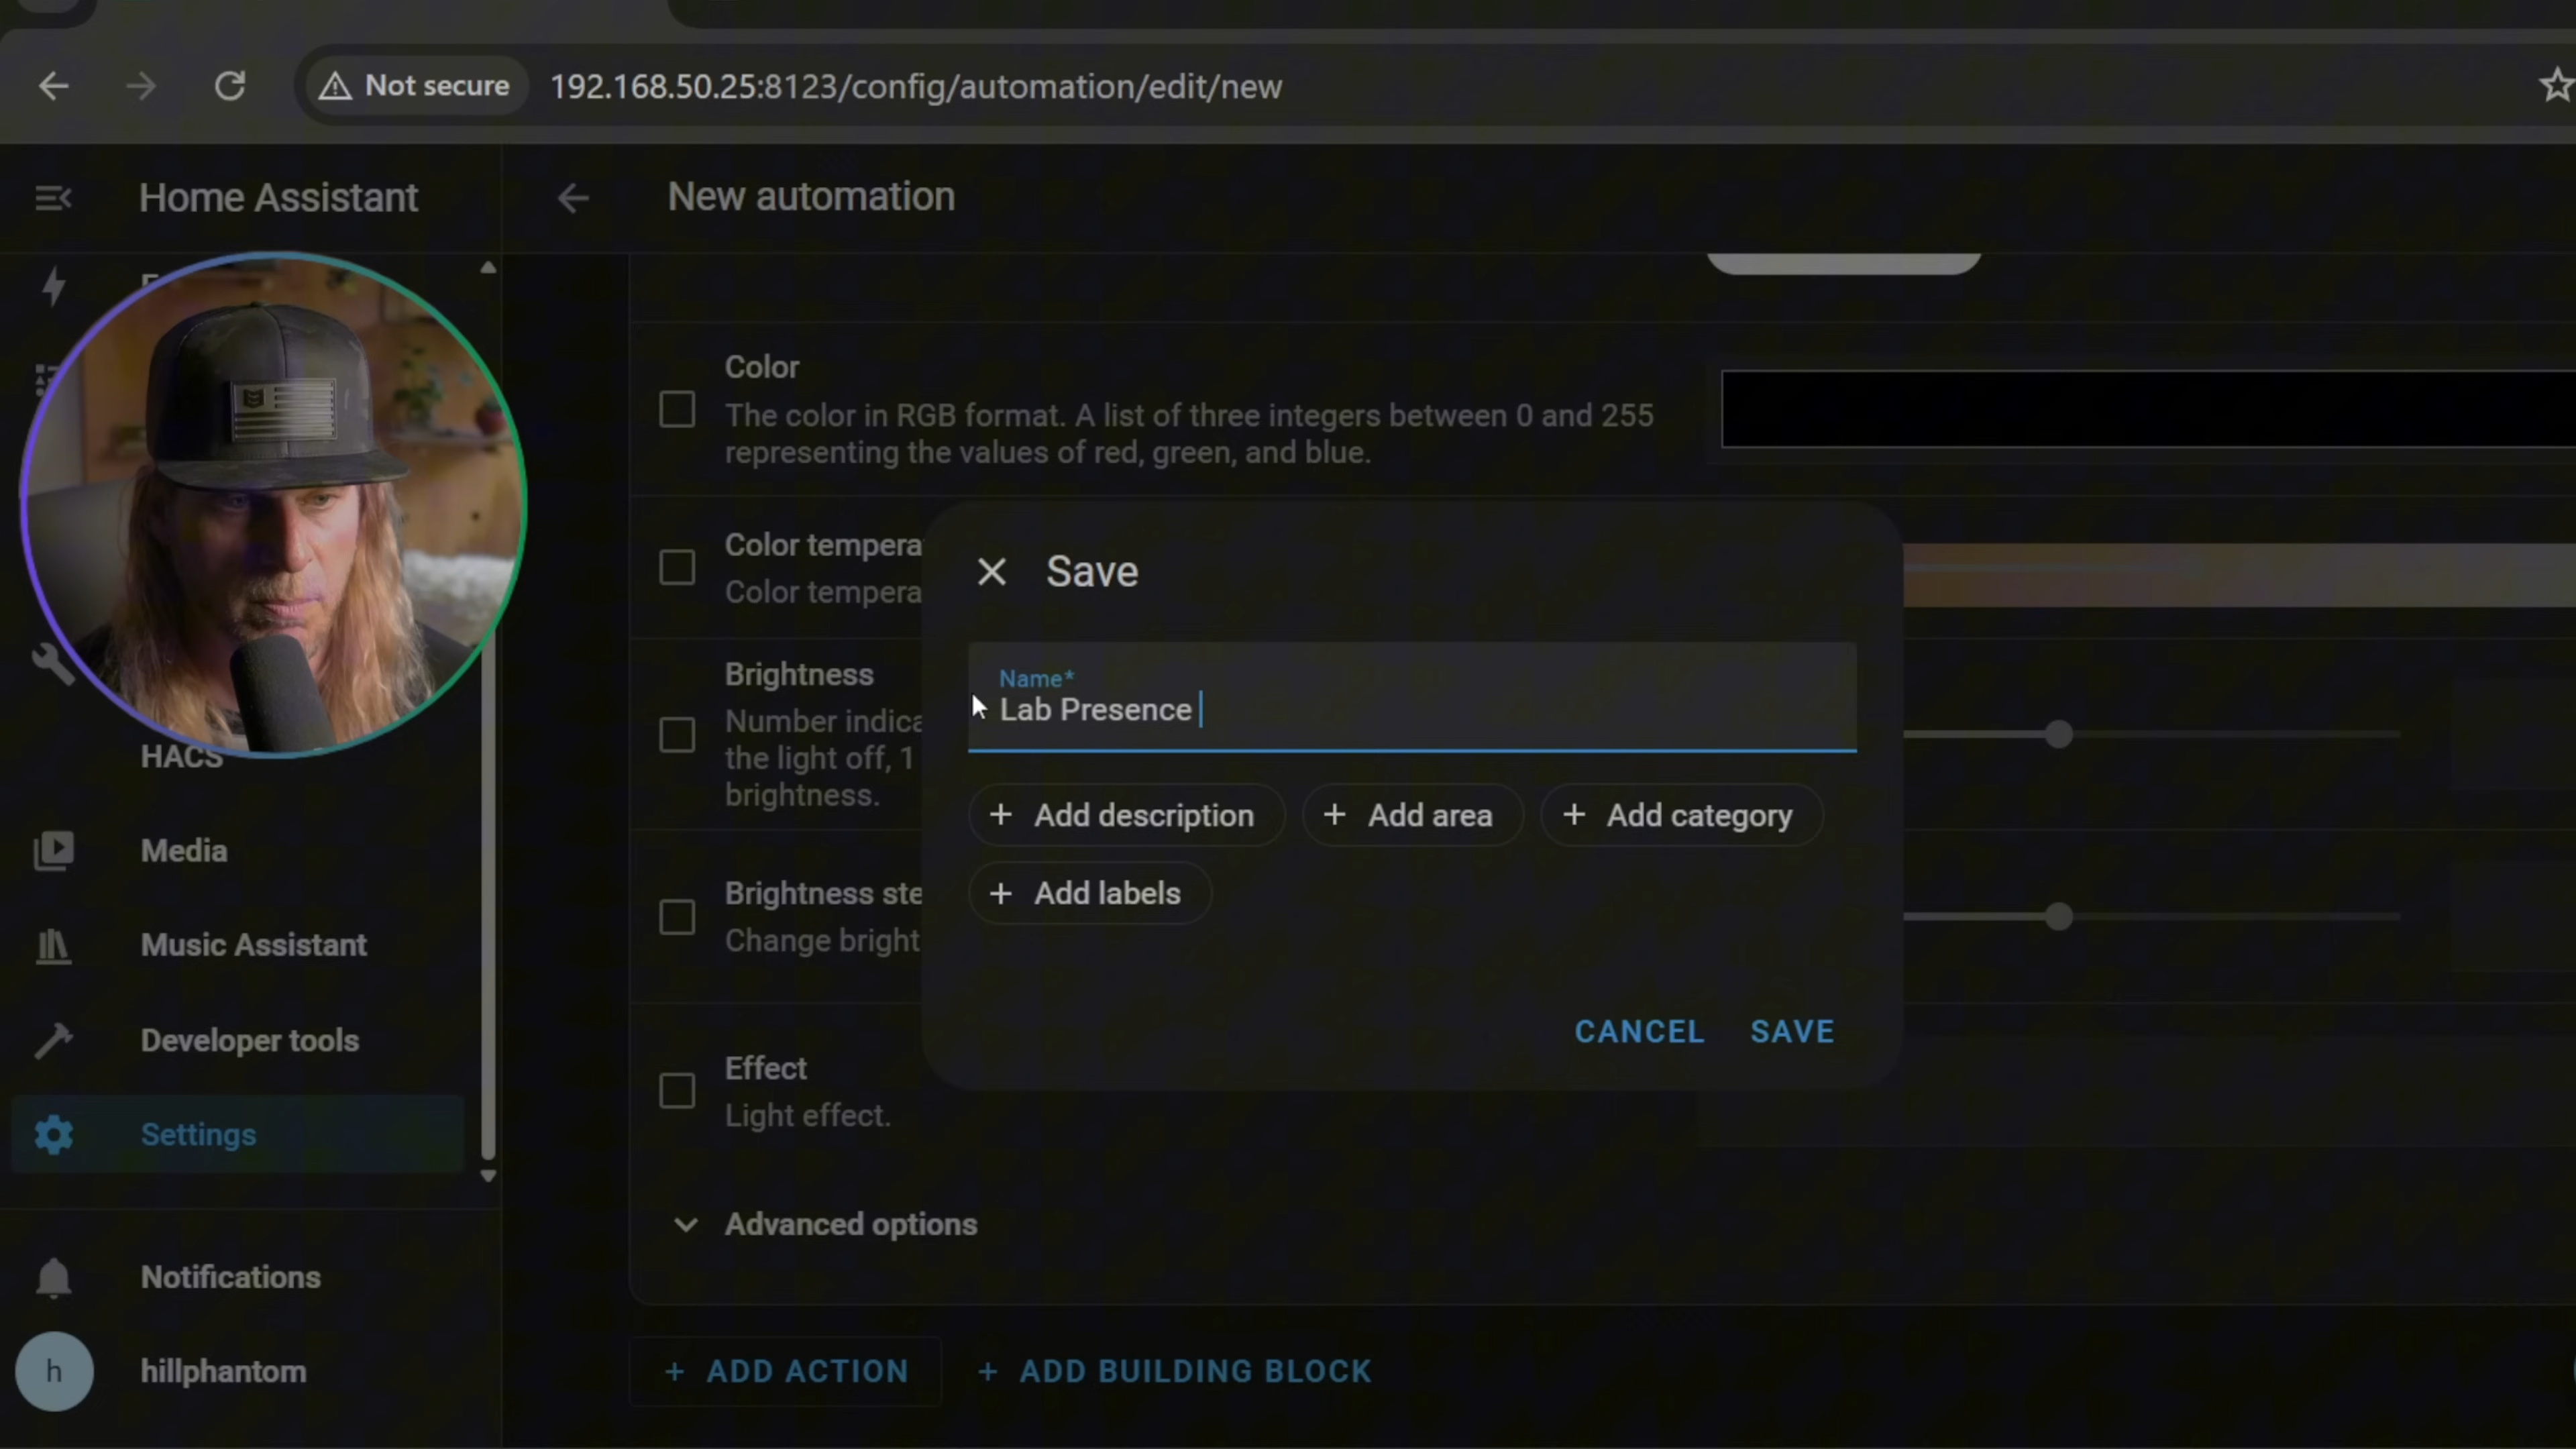 Not secure
192.168.50.25:8123/config/automation/edit/new
Home Assistant
New automation
Color
The color in RGB format. A list of three integers between 0 and 255
representing the values of red, green, and blue.
Color tempera
Color tempera
Save
Name*
Lab Presence
Brightness
Number indica
the light off, 1
brightness.
+ Add description
+ Add area
+ Add category
+ Add labels
Brightness ste
Change bright
CANCEL
SAVE
Effect
Light effect.
Advanced options
+ ADD ACTION
+ ADD BUILDING BLOCK
HACS
Media
Music Assistant
Developer tools
Settings
Notifications
h
hillphantom